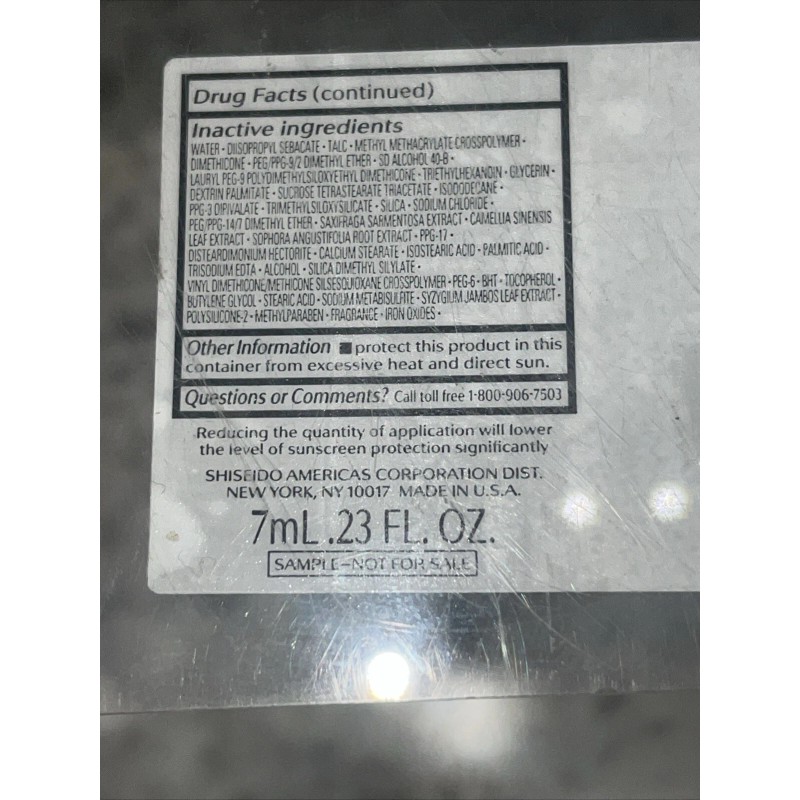 Drug Facts (continued)
Inactive ingredients
WATER • DIISOPROPYL SEBACATE • TALC • METHYL METHACRYLATE CROSSPOLYMER •
DIMETHICONE • PEG/PPG-9/2 DIMETHYL ETHER • SD ALCOHOL 40-B •
LAURYL PEG-9 POLYDIMETHYLSILOXYETHYL DIMETHICONE • TRIETHYLHEXANOIN • GLYCERIN •
DEXTRIN PALMITATE • SUCROSE TETRASTEARATE TRIACETATE • ISODODECANE •
PPG-3 DIPIVALATE • TRIMETHYLSILOXYSILICATE • SILICA • SODIUM CHLORIDE •
PEG/PPG-14/7 DIMETHYL ETHER • SAXIFRAGA SARMENTOSA EXTRACT • CAMELLIA SINENSIS
LEAF EXTRACT • SOPHORA ANGUSTIFOLIA ROOT EXTRACT • PPG-17 •
DISTEARDIMONIUM HECTORITE • CALCIUM STEARATE • ISOSTEARIC ACID • PALMITIC ACID •
TRISODIUM EDTA • ALCOHOL • SILICA DIMETHYL SILYLATE •
VINYL DIMETHICONE/METHICONE SILSESQUIOXANE CROSSPOLYMER • PEG-6 • BHT • TOCOPHEROL •
BUTYLENE GLYCOL • STEARIC ACID • SODIUM METABISULFITE • SYZYGIUM JAMBOS LEAF EXTRACT •
POLYSILICONE-2 • METHYLPARABEN • FRAGRANCE • IRON OXIDES •
Other Information ■ protect this product in this
container from excessive heat and direct sun.
Questions or Comments? Call toll free 1-800-906-7503
Reducing the quantity of application will lower
the level of sunscreen protection significantly
SHISEIDO AMERICAS CORPORATION DIST.
NEW YORK, NY 10017 MADE IN U.S.A.
7mL .23 FL. OZ.
SAMPLE-NOT FOR SALE